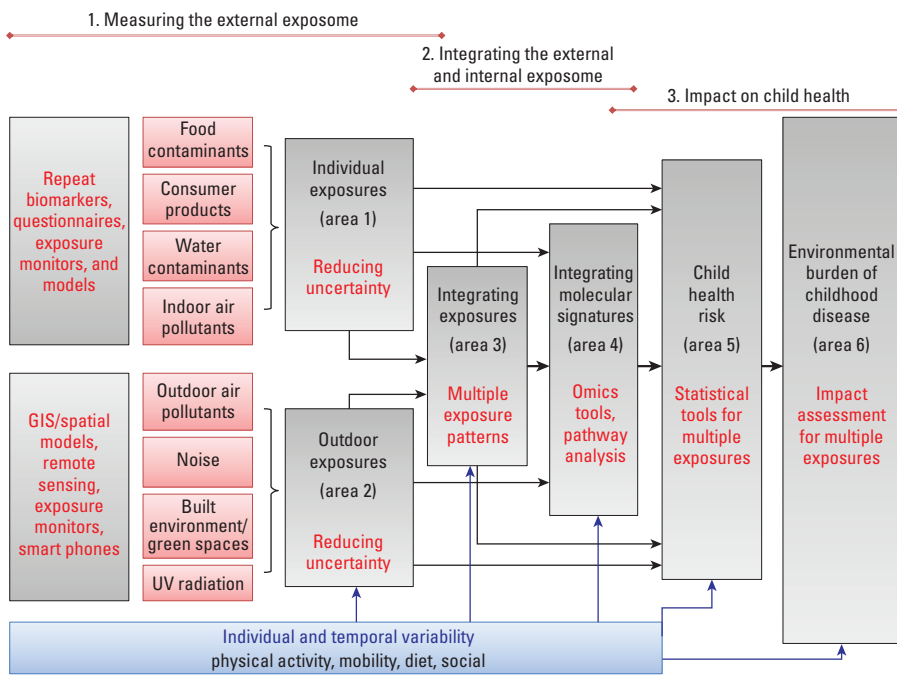 1. Measuring the external exposome
2. Integrating the external
and internal exposome
3. Impact on child health
Repeat
biomarkers,
questionnaires,
exposure
monitors, and
models
Food
contaminants
Consumer
products
Water
contaminants
Indoor air
pollutants
Individual
exposures
(area 1)
Reducing
uncertainty
GIS/spatial
models,
remote
sensing,
exposure
monitors,
smart phones
Outdoor air
pollutants
Noise
Built
environment/
green spaces
UV radiation
Outdoor
exposures
(area 2)
Reducing
uncertainty
Integrating
exposures
(area 3)
Multiple
exposure
patterns
Integrating
molecular
signatures
(area 4)
Omics
tools,
pathway
analysis
Child
health
risk
(area 5)
Statistical
tools for
multiple
exposures
Environmental
burden of
childhood
disease
(area 6)
Impact
assessment
for multiple
exposures
Individual and temporal variability
physical activity, mobility, diet, social